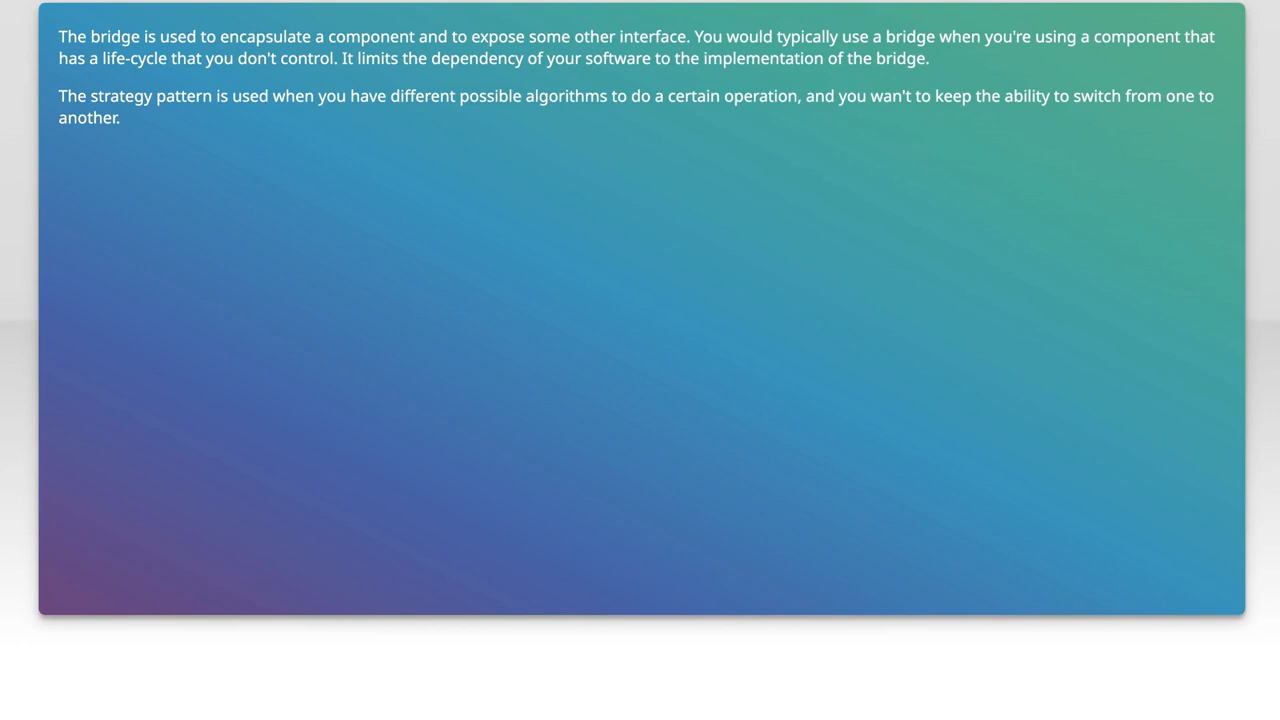 The bridge is used to encapsulate a component and to expose some other interface. You would typically use a bridge when you're using a component that
has a life-cycle that you don't control. It limits the dependency of your software to the implementation of the bridge.
The strategy pattern is used when you have different possible algorithms to do a certain operation, and you wan't to keep the ability to switch from one to
another.